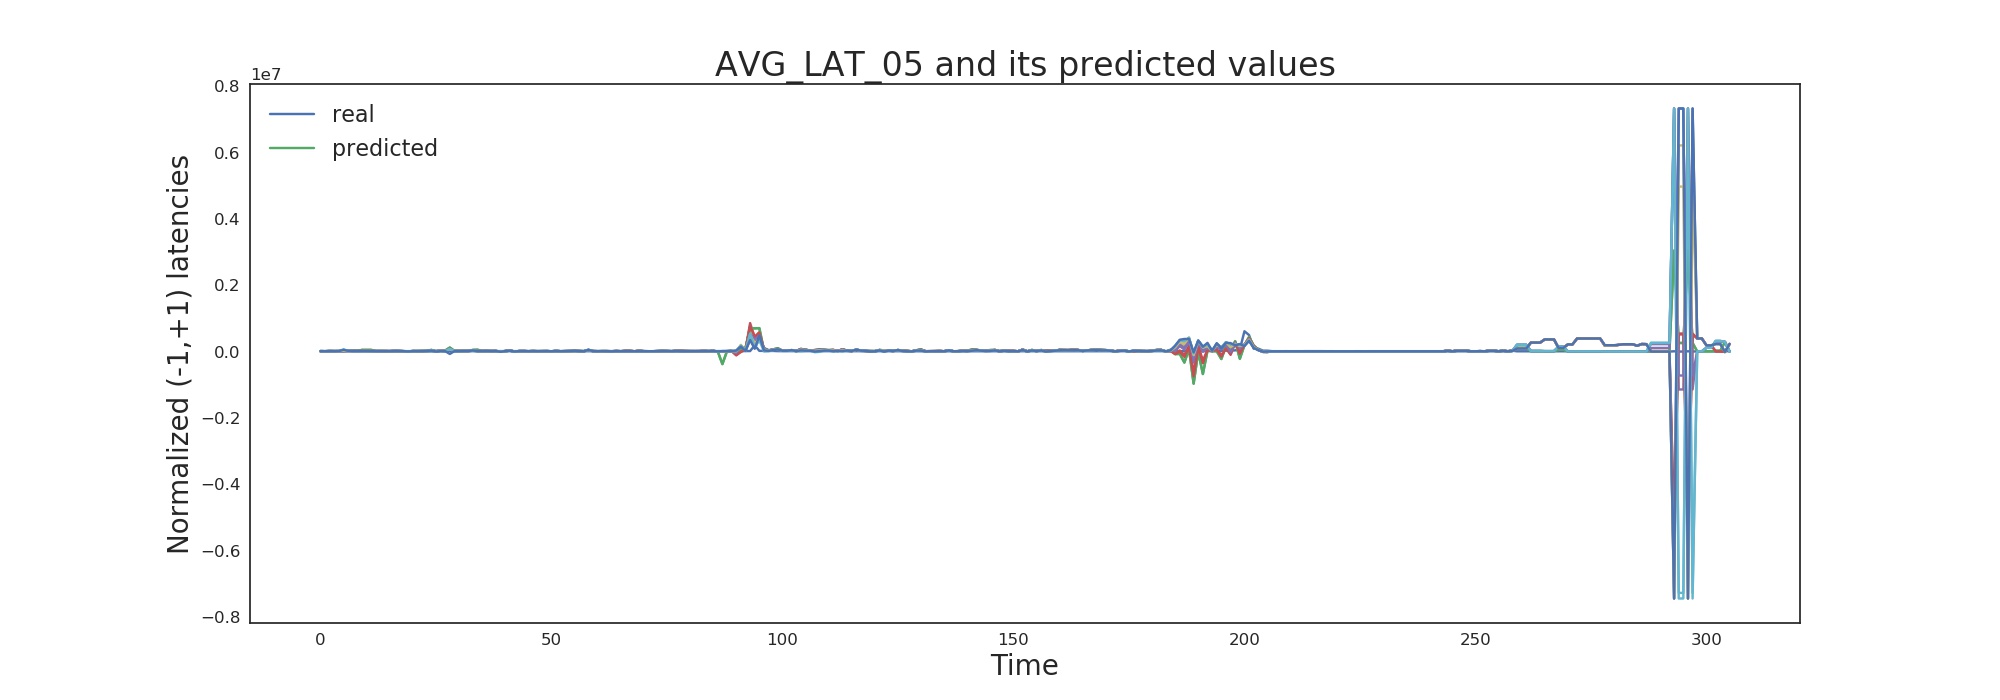 AVG_LAT_05 and its predicted values
1e7
0.8
0.6
0.4
0.2
0.0
−0.2
−0.4
−0.6
−0.8
Normalized (-1,+1) latencies
real
predicted
0 50 100 150 200 250 300
Time